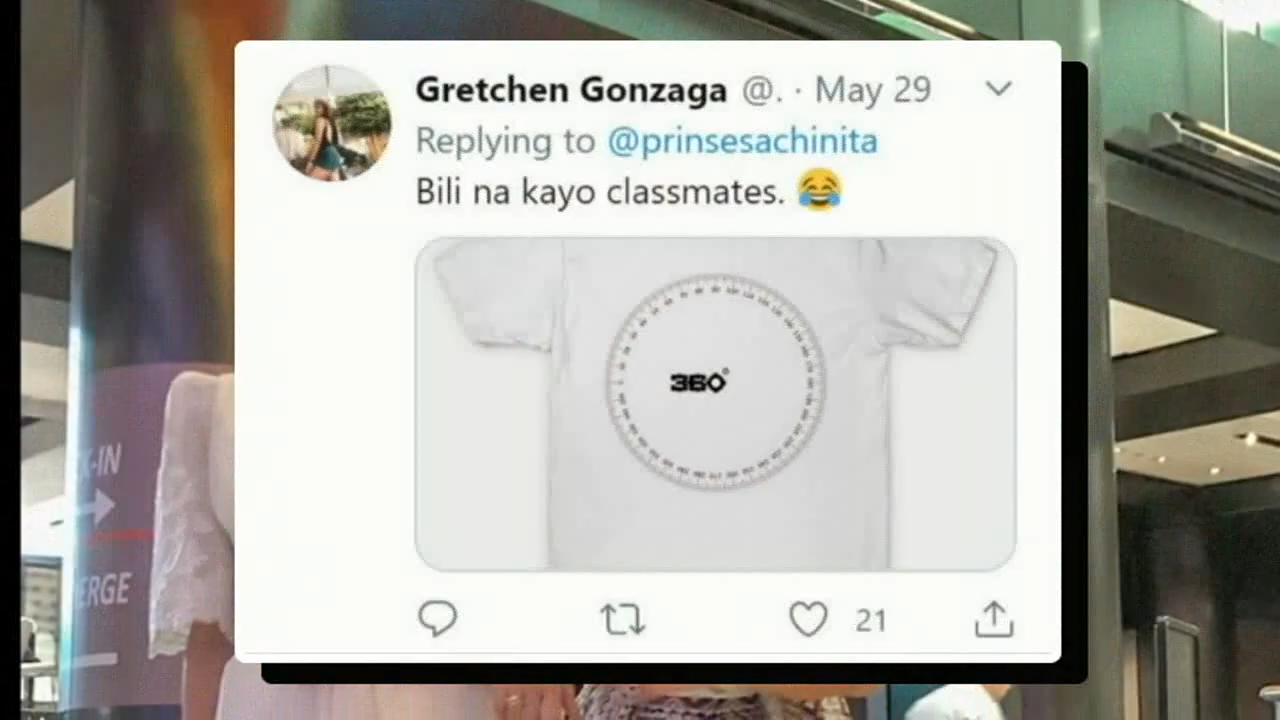 Gretchen Gonzaga @. · May 29
Replying to @prinsesachinita
Bili na kayo classmates. 😂
360°
21
K-IN
ERGE